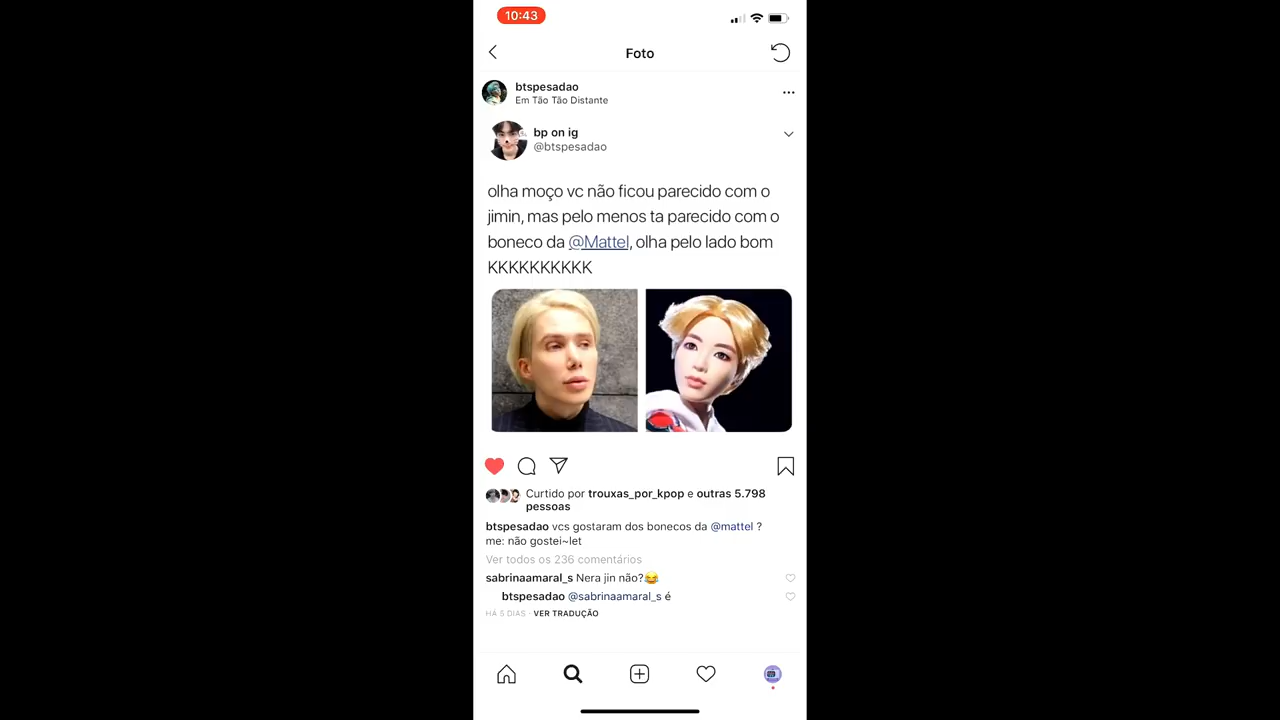 10:43
Foto
btspesadao
Em Tão Tão Distante
bp on ig
@btspesadao
olha moço vc não ficou parecido com o
jimin, mas pelo menos ta parecido com o
boneco da @Mattel, olha pelo lado bom
KKKKKKKKKK
Curtido por trouxas_por_kpop e outras 5.798
pessoas
btspesadao vcs gostaram dos bonecos da @mattel ?
me: não gostei~let
Ver todos os 236 comentários
sabrinaamaral_s Nera jin não?😂
btspesadao @sabrinaamaral_s é
HÁ 5 DIAS · VER TRADUÇÃO